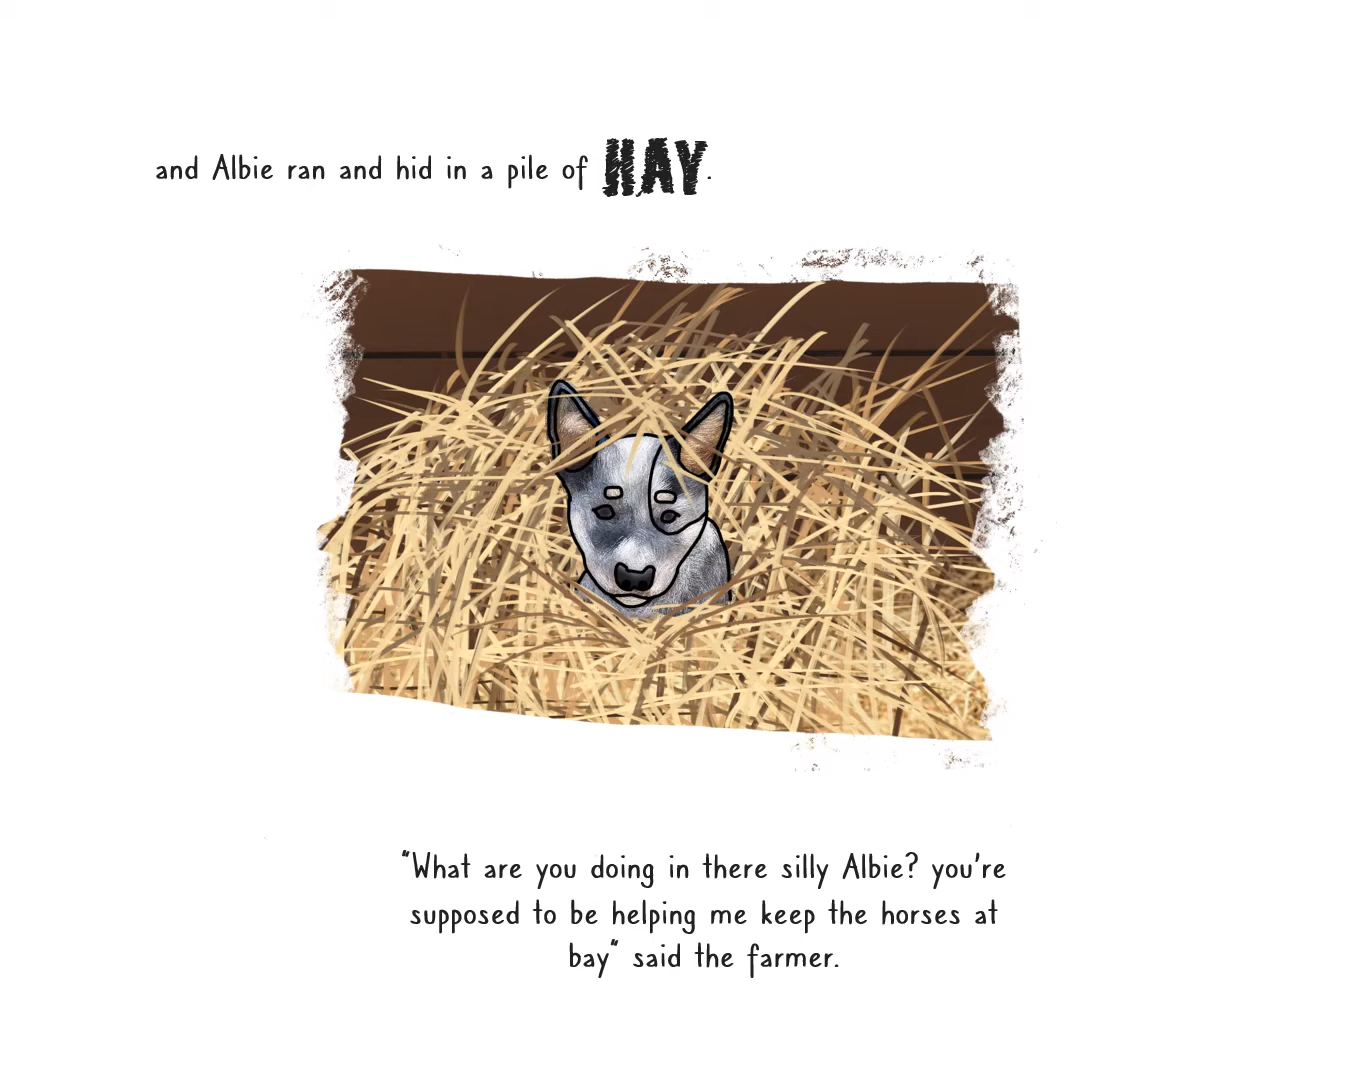 and Albie ran and hid in a pile of HAY.
“What are you doing in there silly Albie? you're
supposed to be helping me keep the horses at
bay“ said the farmer.